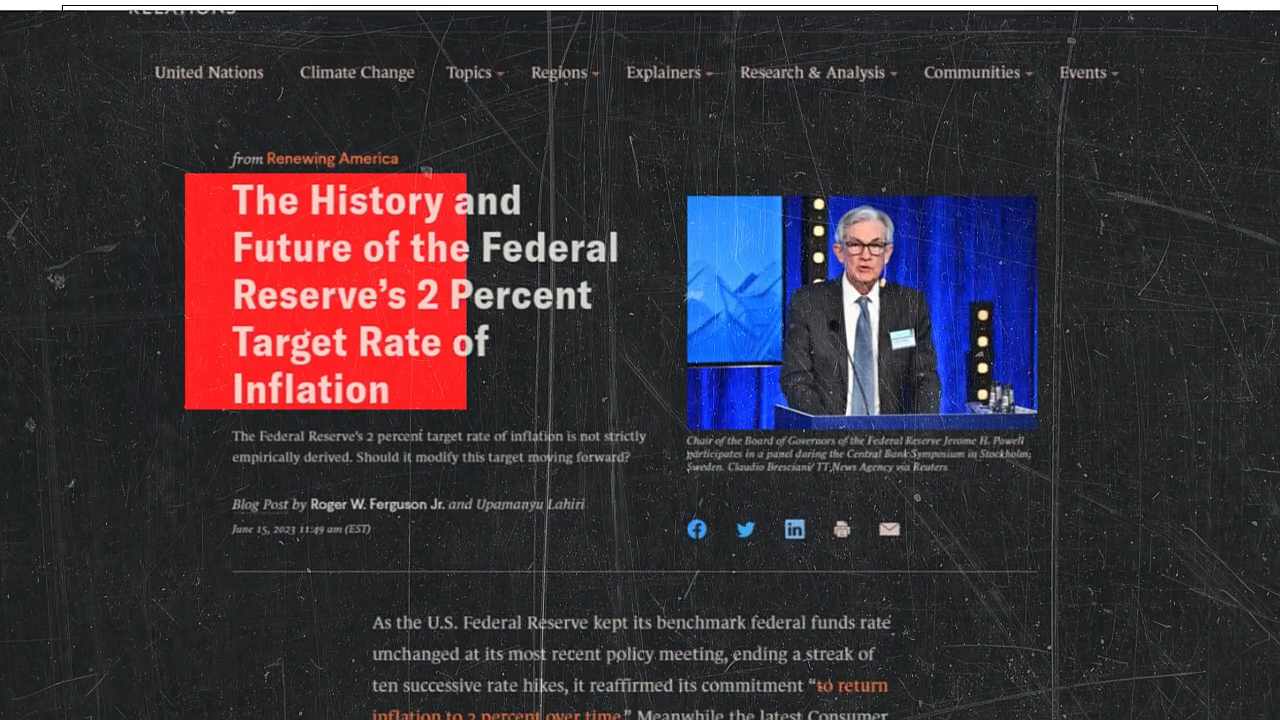 RELATIONS
United Nations Climate Change Topics Regions Explainers Research & Analysis Communities Events
from Renewing America
The History and
Future of the Federal
Reserve's 2 Percent
Target Rate of
Inflation
The Federal Reserve's 2 percent target rate of inflation is not strictly
empirically derived. Should it modify this target moving forward?
Blog Post by Roger W. Ferguson Jr. and Upamanyu Lahiri
June 15, 2023 11:49 am (EST)
Chair of the Board of Governors of the Federal Reserve Jerome H. Powell
participates in a panel during the Central Bank Symposium in Stockholm,
Sweden. Claudio Bresciani/ TT News Agency via Reuters
in
As the U.S. Federal Reserve kept its benchmark federal funds rate
unchanged at its most recent policy meeting, ending a streak of
ten successive rate hikes, it reaffirmed its commitment “to return
inflation to 2 percent over time.” Meanwhile the latest Consumer